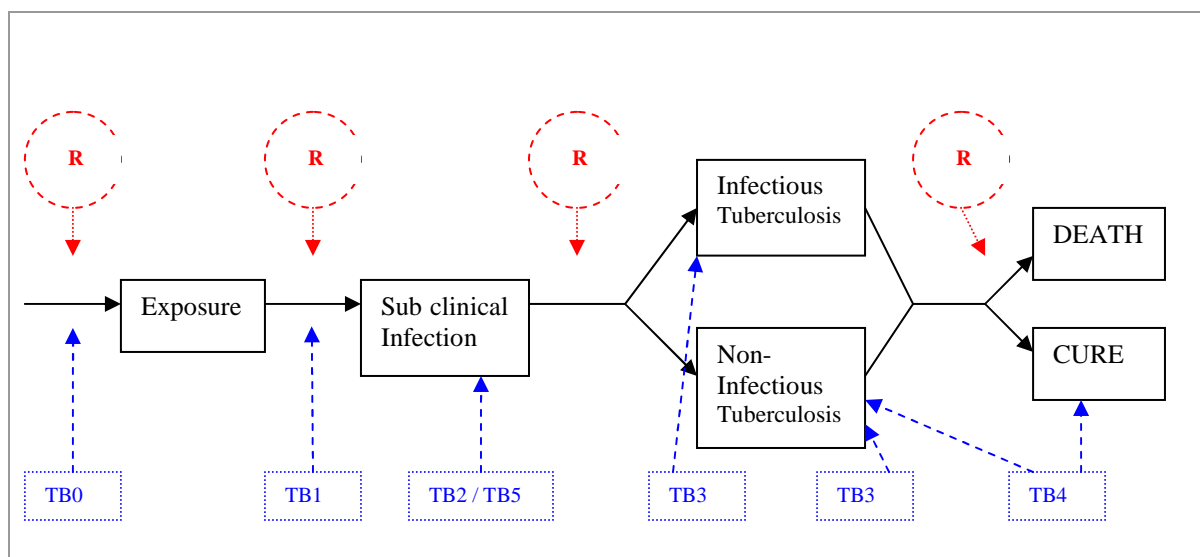 R
R
R
R
Infectious
Tuberculosis
DEATH
Exposure
Sub clinical
Infection
Non-
Infectious
Tuberculosis
CURE
TB0
TB1
TB2 / TB5
TB3
TB3
TB4